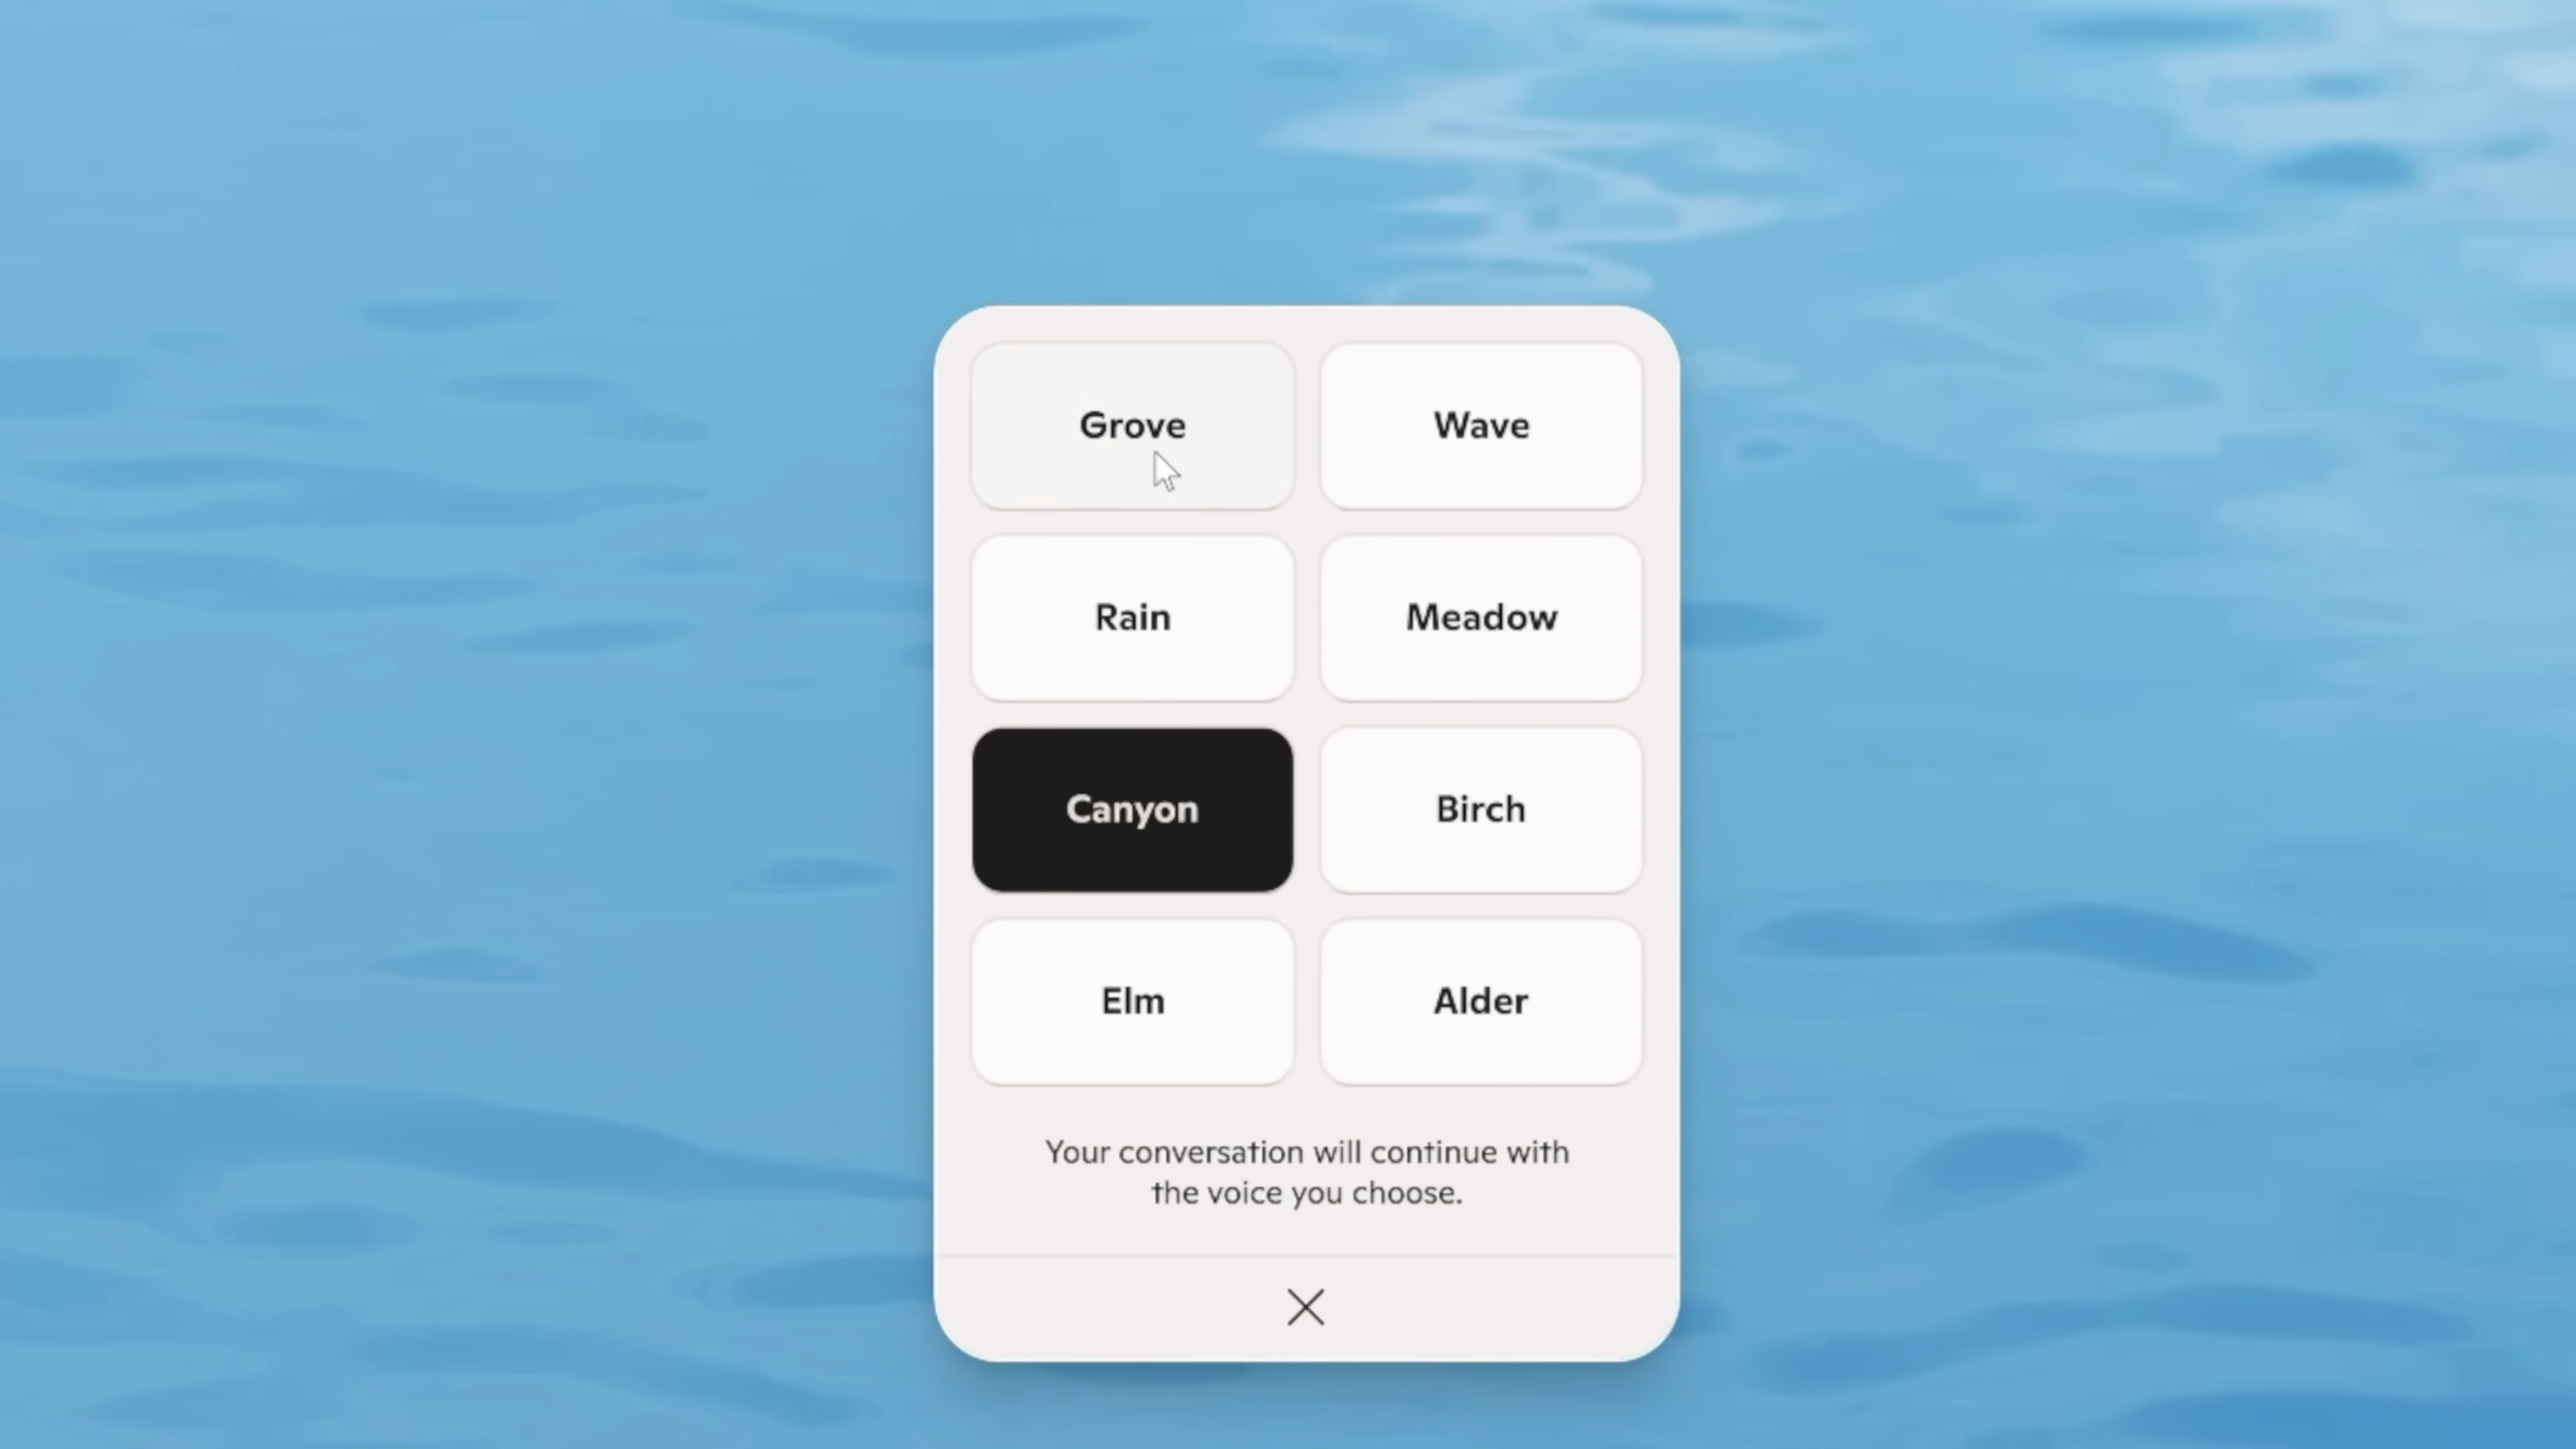 Grove
Wave
Rain
Meadow
Canyon
Birch
Elm
Alder
Your conversation will continue with
the voice you choose.